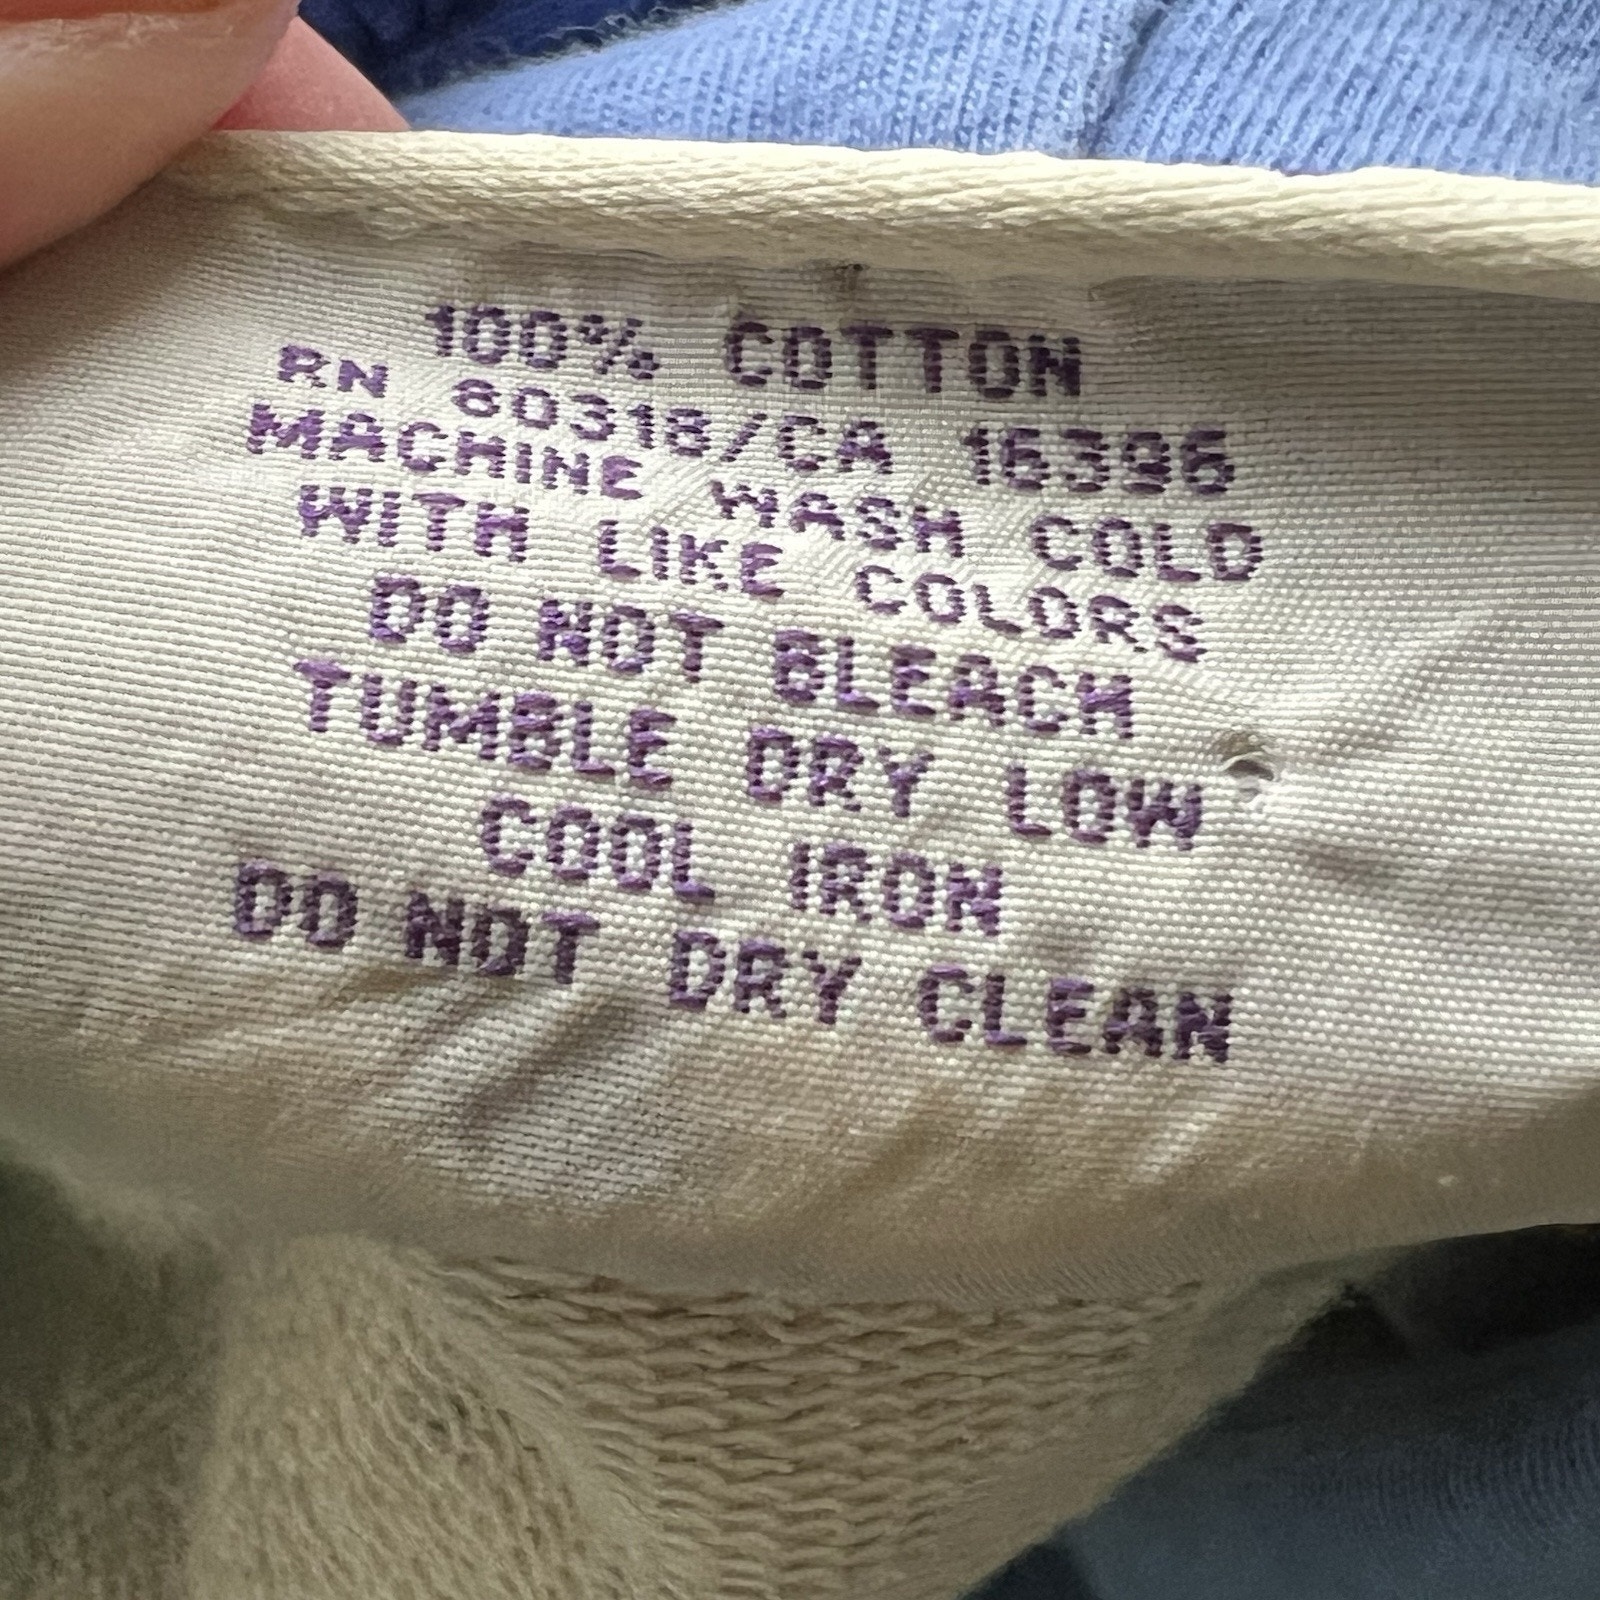 100% COTTON
RN 80318/CA 16396
MACHINE WASH COLD
WITH LIKE COLORS
DO NOT BLEACH
TUMBLE DRY LOW
COOL IRON
DO NOT DRY CLEAN